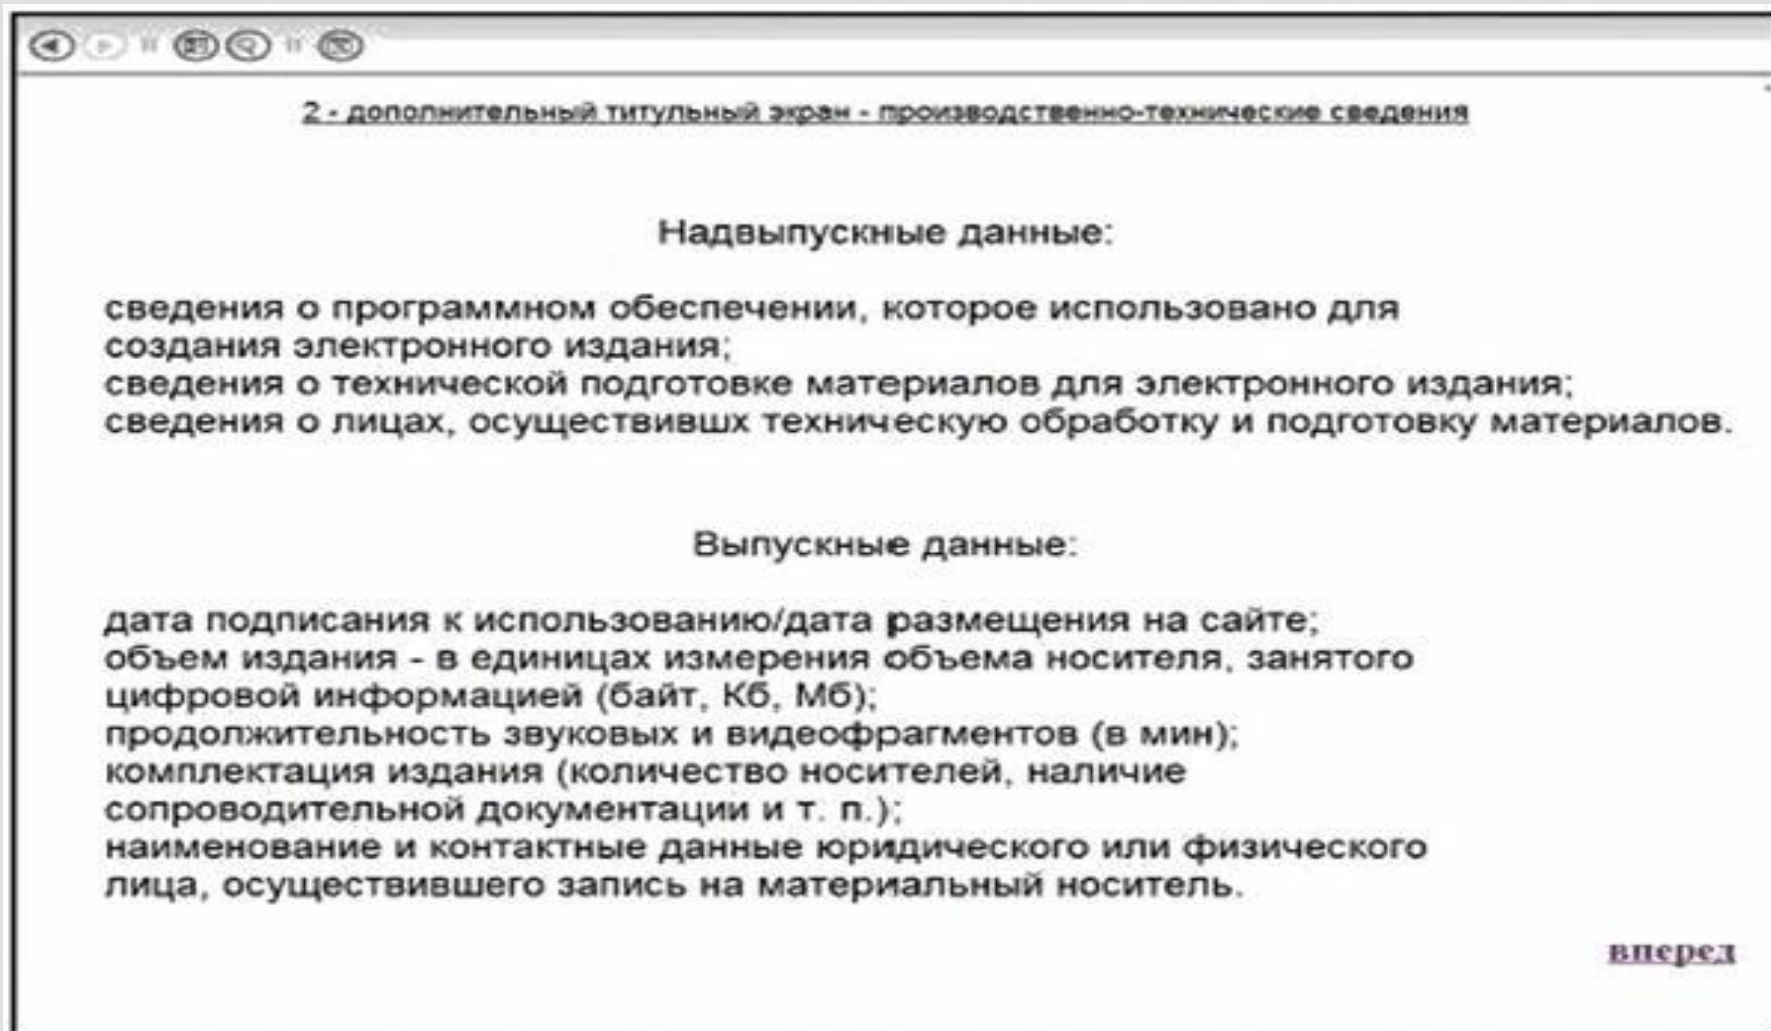 2 - дополнительный титульный экран - производственно-технические сведения
Надвыпускные данные:
сведения о программном обеспечении, которое использовано для
создания электронного издания;
сведения о технической подготовке материалов для электронного издания;
сведения о лицах, осуществившх техническую обработку и подготовку материалов.
Выпускные данные:
дата подписания к использованию/дата размещения на сайте;
объем издания - в единицах измерения объема носителя, занятого
цифровой информацией (байт, Кб, Мб);
продолжительность звуковых и видеофрагментов (в мин);
комплектация издания (количество носителей, наличие
сопроводительной документации и т. п.);
наименование и контактные данные юридического или физического
лица, осуществившего запись на материальный носитель.
вперед